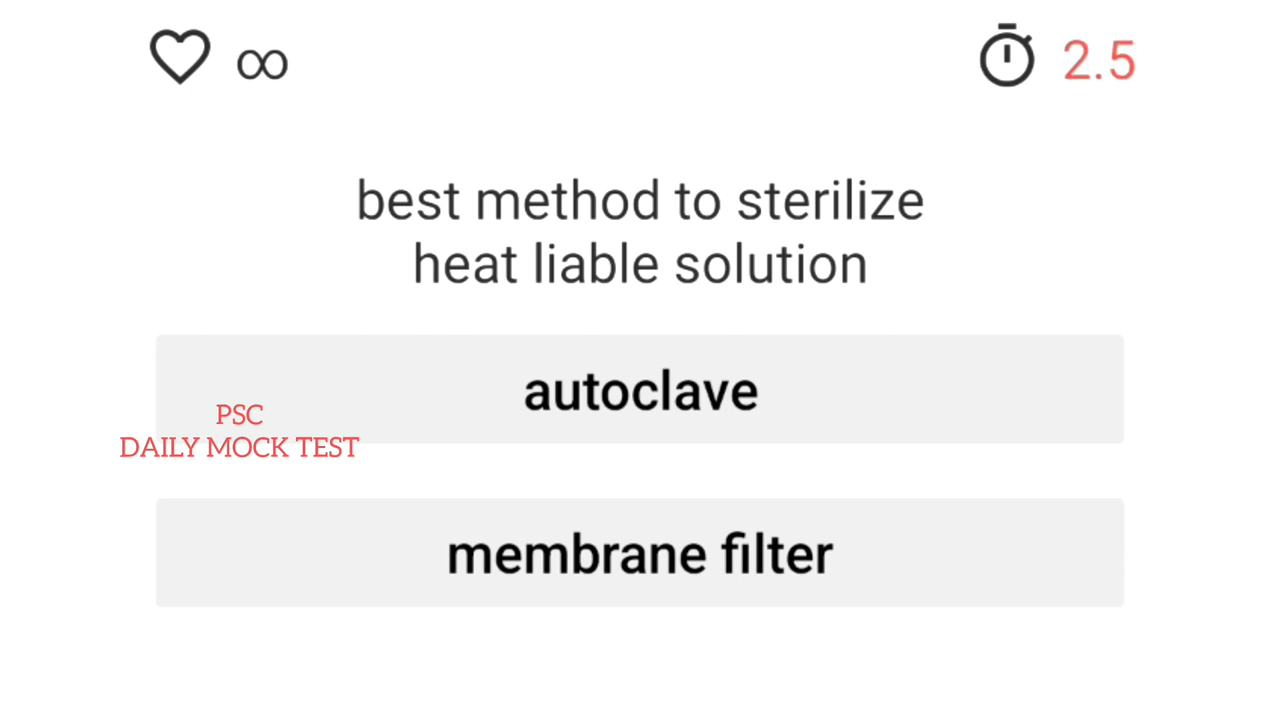 ∞
2.5
best method to sterilize
heat liable solution
autoclave
PSC
DAILY MOCK TEST
membrane filter